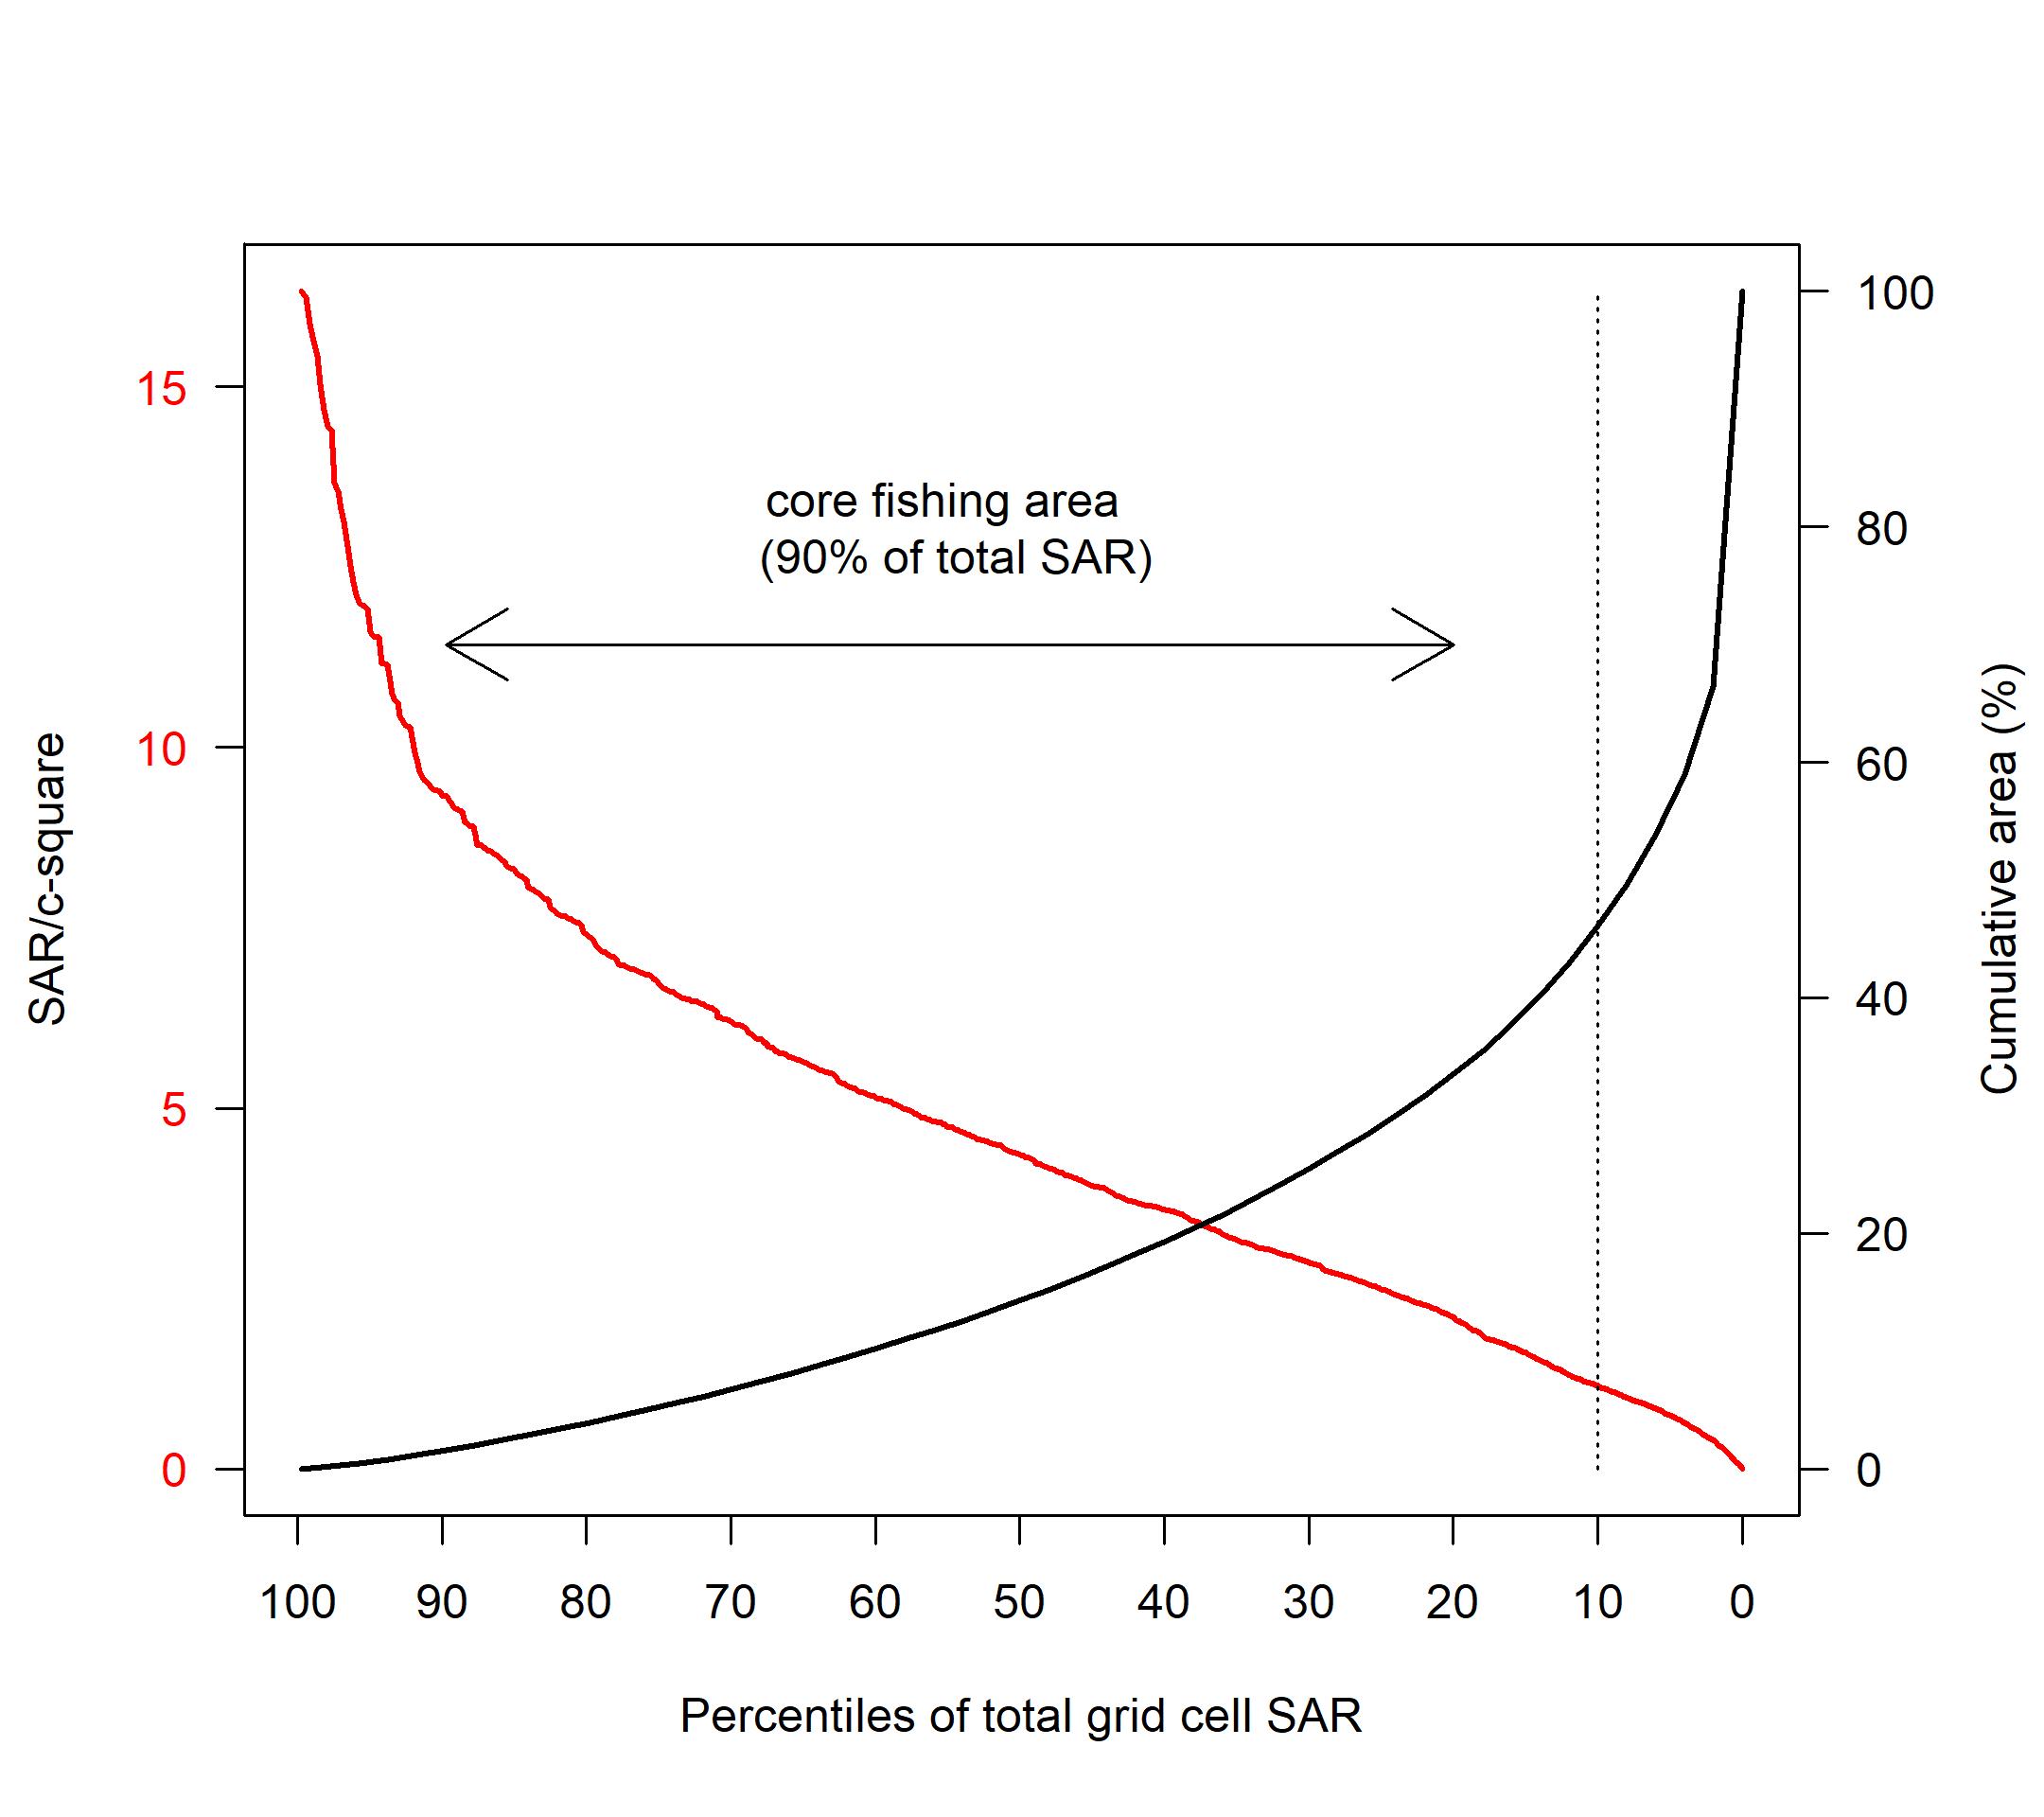 core fishing area
(90% of total SAR)
15
10
5
0
SAR/c-square
100
80
60
40
20
0
Cumulative area (%)
100 90 80 70 60 50 40 30 20 10 0
Percentiles of total grid cell SAR